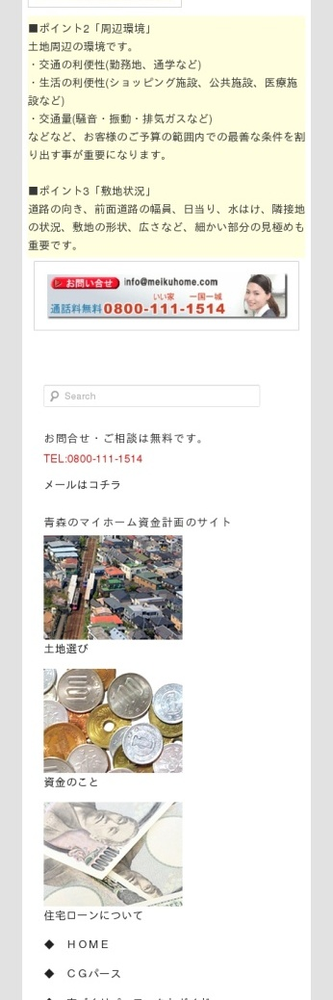 ■ポイント2「周辺環境」
土地周辺の環境です。
・交通の利便性(勤務地、通学など)
・生活の利便性(ショッピング施設、公共施設、医療施
設など)
・交通量(騒音・振動・排気ガスなど)
などなど、お客様のご予算の範囲内での最善な条件を割
り出す事が重要になります。
■ポイント3「敷地状況」
道路の向き、前面道路の幅員、日当り、水はけ、隣接地
の状況、敷地の形状、広さなど、細かい部分の見極めも
重要です。
お問い合せ info@meikuhome.com
いい家 一国一城
通話料無料 0800-111-1514
Search
お問合せ・ご相談は無料です。
TEL:0800-111-1514
メールはコチラ
青森のマイホーム資金計画のサイト
土地選び
資金のこと
10000
住宅ローンについて
◆ ＨＯＭＥ
◆ ＣＧパース